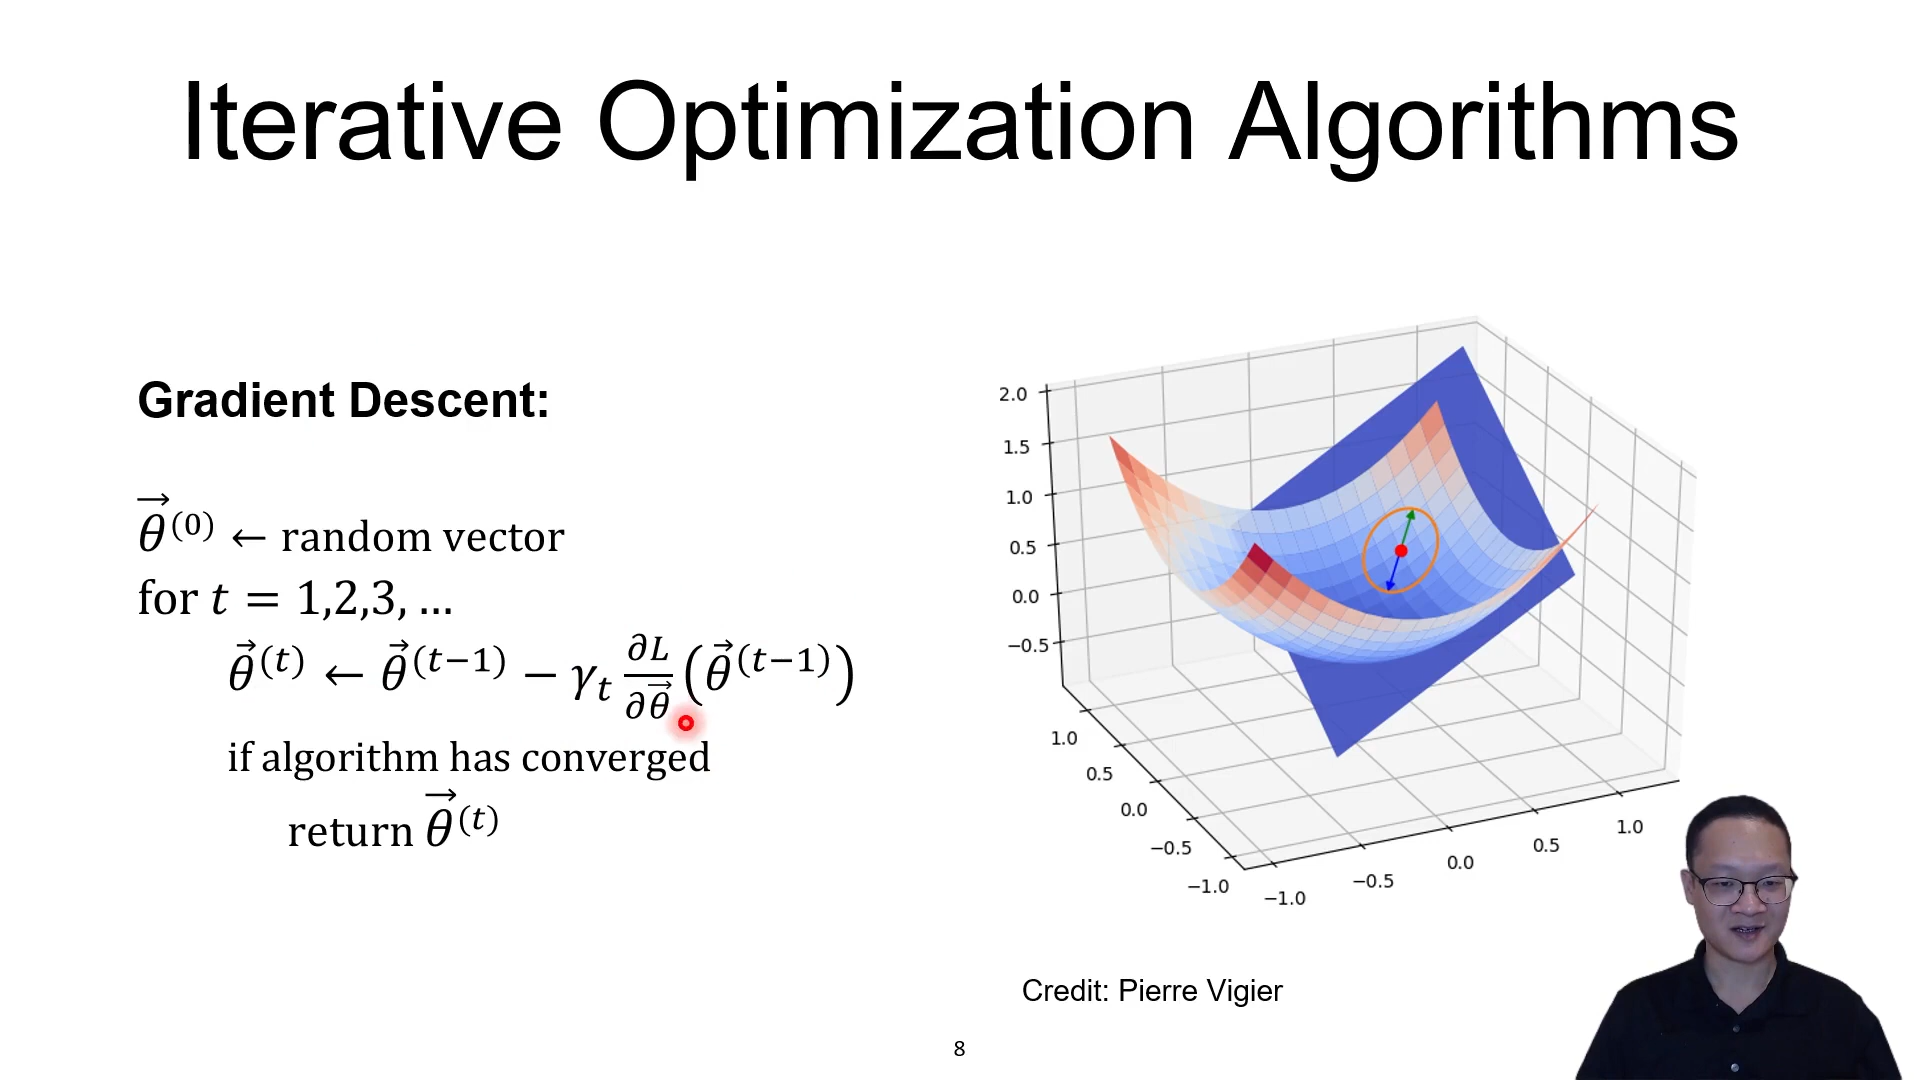 Iterative Optimization Algorithms
Gradient Descent:
θ⃗⁽⁰⁾ ← random vector
for t = 1,2,3, …
θ⃗⁽ᵗ⁾ ← θ⃗⁽ᵗ⁻¹⁾ − γₜ ∂L/∂θ⃗ (θ⃗⁽ᵗ⁻¹⁾)
if algorithm has converged
return θ⃗⁽ᵗ⁾
2.0
1.5
1.0
0.5
0.0
−0.5
1.0
0.5
0.0
−0.5
−1.0
−1.0
−0.5
0.0
0.5
1.0
Credit: Pierre Vigier
8